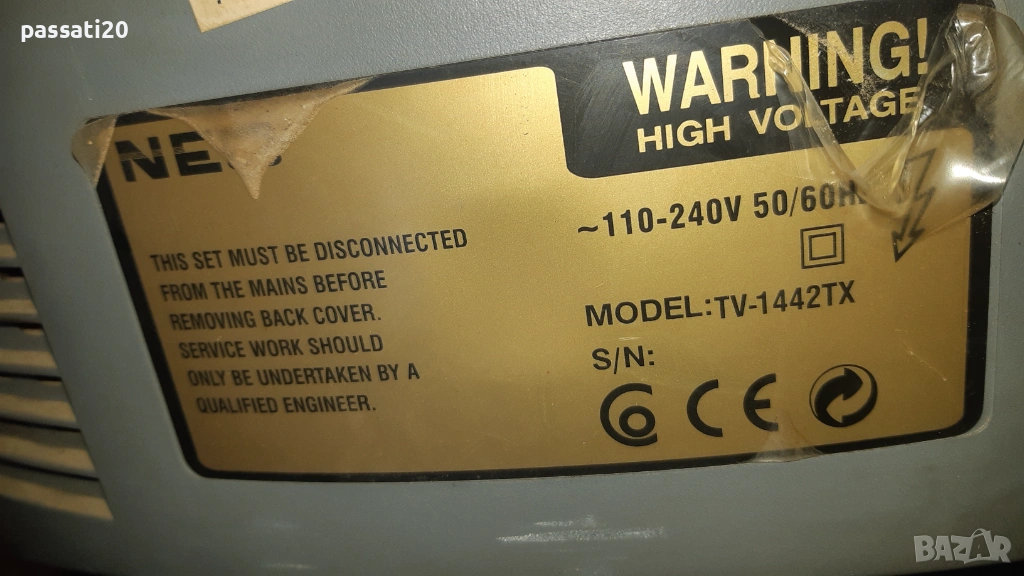 passati20
WARNING!
HIGH VOLTAGE
THIS SET MUST BE DISCONNECTED
FROM THE MAINS BEFORE
REMOVING BACK COVER.
SERVICE WORK SHOULD
ONLY BE UNDERTAKEN BY A
QUALIFIED ENGINEER.
~110-240V 50/60Hz
MODEL:TV-1442TX
S/N:
CE
BAZAR